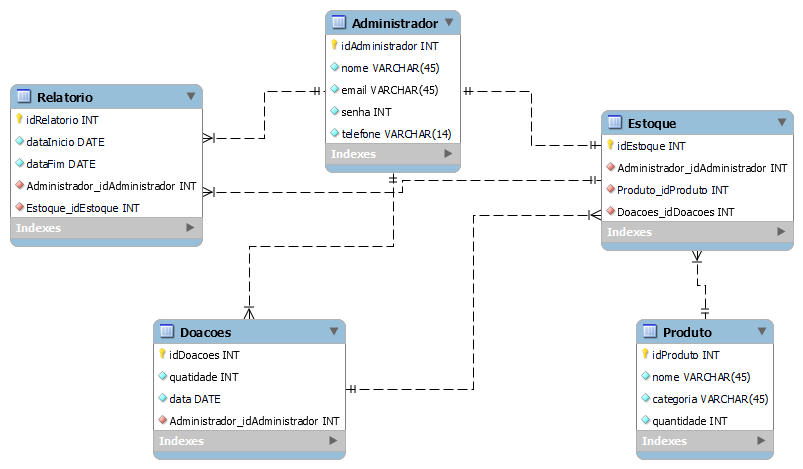 Administrador
idAdministrador INT
nome VARCHAR(45)
email VARCHAR(45)
senha INT
telefone VARCHAR(14)
Indexes
Relatorio
idRelatorio INT
dataInicio DATE
dataFim DATE
Administrador_idAdministrador INT
Estoque_idEstoque INT
Indexes
Estoque
idEstoque INT
Administrador_idAdministrador INT
Produto_idProduto INT
Doacoes_idDoacoes INT
Indexes
Doacoes
idDoacoes INT
quatidade INT
data DATE
Administrador_idAdministrador INT
Indexes
Produto
idProduto INT
nome VARCHAR(45)
categoria VARCHAR(45)
quantidade INT
Indexes